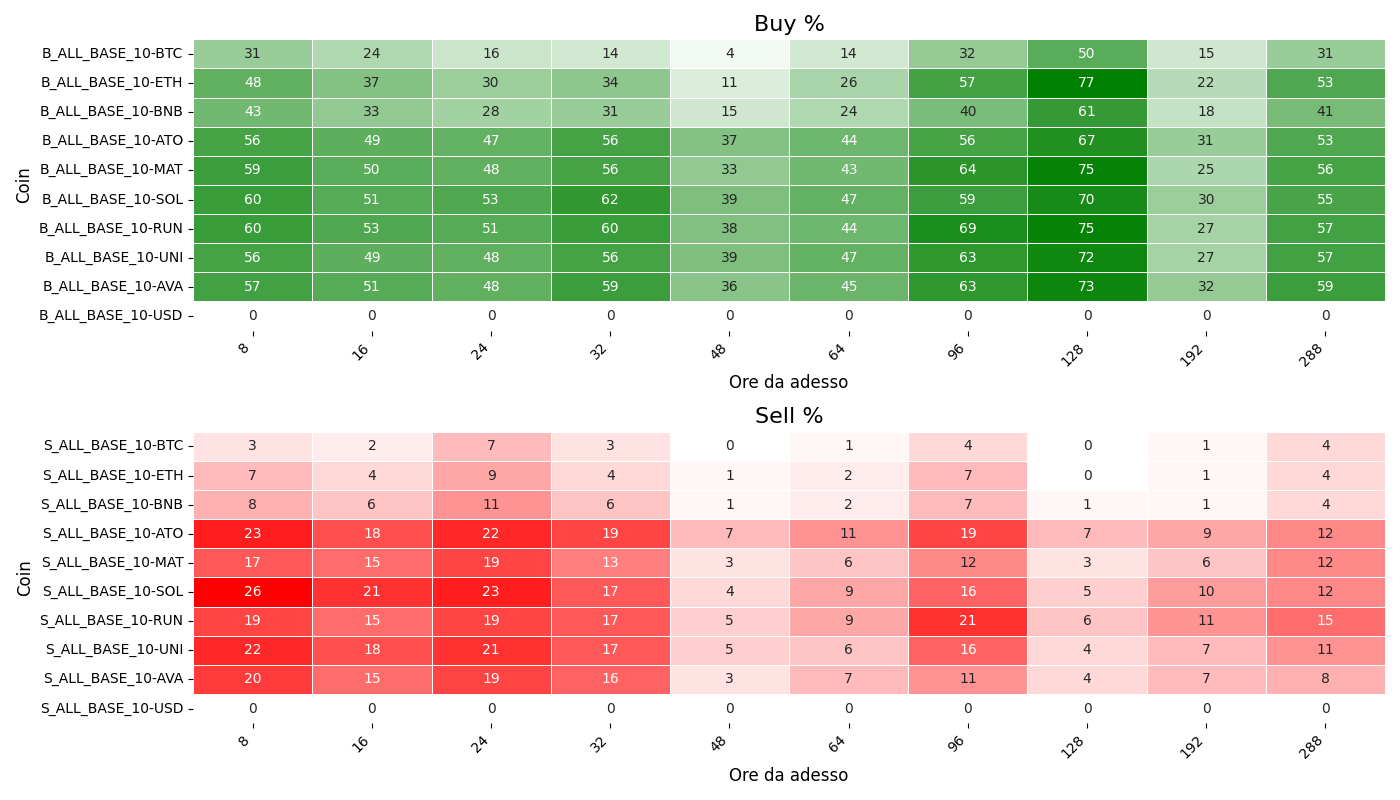 Buy %
Coin
B_ALL_BASE_10-BTC 31 24 16 14 4 14 32 50 15 31
B_ALL_BASE_10-ETH 48 37 30 34 11 26 57 77 22 53
B_ALL_BASE_10-BNB 43 33 28 31 15 24 40 61 18 41
B_ALL_BASE_10-ATO 56 49 47 56 37 44 56 67 31 53
B_ALL_BASE_10-MAT 59 50 48 56 33 43 64 75 25 56
B_ALL_BASE_10-SOL 60 51 53 62 39 47 59 70 30 55
B_ALL_BASE_10-RUN 60 53 51 60 38 44 69 75 27 57
B_ALL_BASE_10-UNI 56 49 48 56 39 47 63 72 27 57
B_ALL_BASE_10-AVA 57 51 48 59 36 45 63 73 32 59
B_ALL_BASE_10-USD 0 0 0 0 0 0 0 0 0 0
8 16 24 32 48 64 96 128 192 288
Ore da adesso
Sell %
Coin
S_ALL_BASE_10-BTC 3 2 7 3 0 1 4 0 1 4
S_ALL_BASE_10-ETH 7 4 9 4 1 2 7 0 1 4
S_ALL_BASE_10-BNB 8 6 11 6 1 2 7 1 1 4
S_ALL_BASE_10-ATO 23 18 22 19 7 11 19 7 9 12
S_ALL_BASE_10-MAT 17 15 19 13 3 6 12 3 6 12
S_ALL_BASE_10-SOL 26 21 23 17 4 9 16 5 10 12
S_ALL_BASE_10-RUN 19 15 19 17 5 9 21 6 11 15
S_ALL_BASE_10-UNI 22 18 21 17 5 6 16 4 7 11
S_ALL_BASE_10-AVA 20 15 19 16 3 7 11 4 7 8
S_ALL_BASE_10-USD 0 0 0 0 0 0 0 0 0 0
8 16 24 32 48 64 96 128 192 288
Ore da adesso